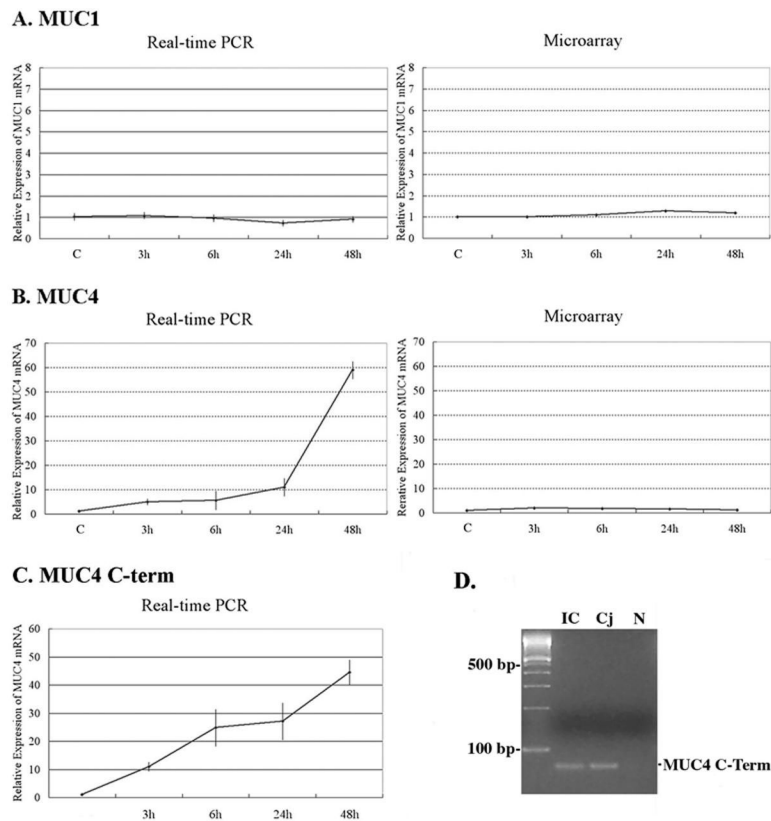 A. MUC1
Real-time PCR
Microarray
Relative Expression of MUC1 mRNA
8
7
6
5
4
3
2
1
0
C 3h 6h 24h 48h
Relative Expression of MUC1 mRNA
8
7
6
5
4
3
2
1
0
C 3h 6h 24h 48h
B. MUC4
Real-time PCR
Microarray
Relative Expression of MUC4 mRNA
70
60
50
40
30
20
10
0
C 3h 6h 24h 48h
Rerative Expression of MUC4 mRNA
70
60
50
40
30
20
10
0
C 3h 6h 24h 48h
C. MUC4 C-term
Real-time PCR
Relative Expression of MUC4 mRNA
60
50
40
30
20
10
0
3h 6h 24h 48h
D.
IC Cj N
500 bp-
100 bp-
-MUC4 C-Term